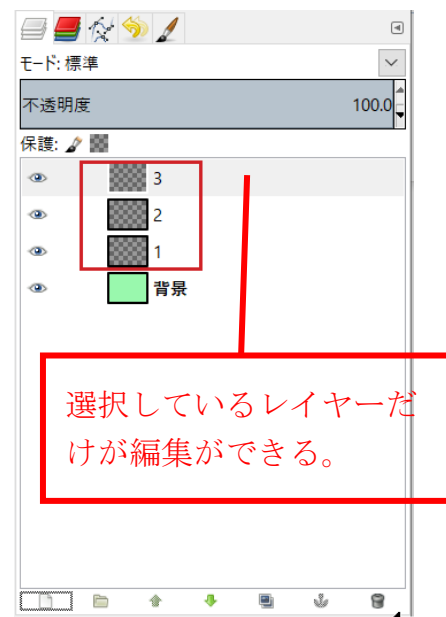 モード: 標準
不透明度 100.0
保護:
3
2
1
背景
選択しているレイヤーだ
けが編集ができる。